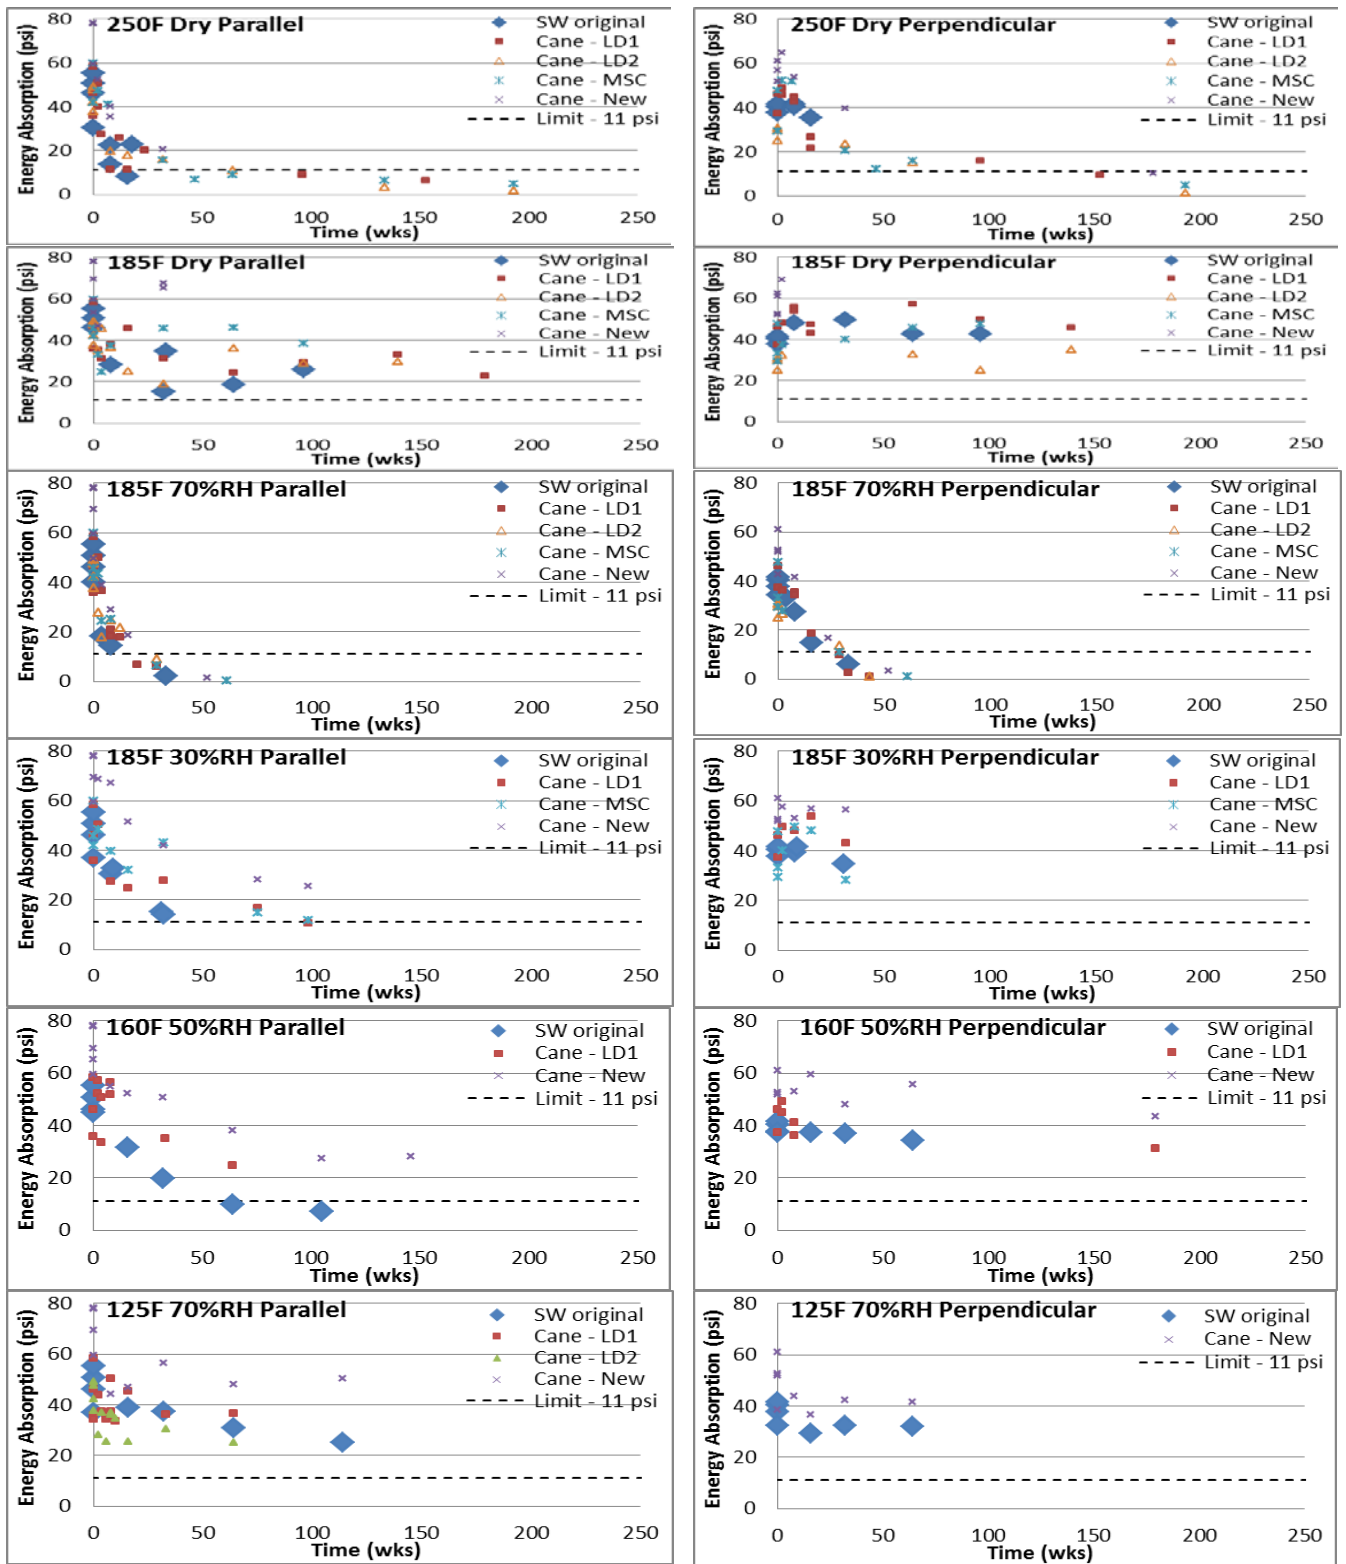 250F Dry Parallel
Energy Absorption (psi)
80
60
40
20
0
0 50 100 150 200 250
Time (wks)
SW original
Cane - LD1
Cane - LD2
Cane - MSC
Cane - New
Limit - 11 psi
250F Dry Perpendicular
Energy Absorption (psi)
80
60
40
20
0
0 50 100 150 200 250
Time (wks)
SW original
Cane - LD1
Cane - LD2
Cane - MSC
Cane - New
Limit - 11 psi
185F Dry Parallel
Energy Absorption (psi)
80
60
40
20
0
0 50 100 150 200 250
Time (wks)
SW original
Cane - LD1
Cane - LD2
Cane - MSC
Cane - New
Limit - 11 psi
185F Dry Perpendicular
Energy Absorption (psi)
80
60
40
20
0
0 50 100 150 200 250
Time (wks)
SW original
Cane - LD1
Cane - LD2
Cane - MSC
Cane - New
Limit - 11 psi
185F 70%RH Parallel
Energy Absorption (psi)
80
60
40
20
0
0 50 100 150 200 250
Time (wks)
SW original
Cane - LD1
Cane - LD2
Cane - MSC
Cane - New
Limit - 11 psi
185F 70%RH Perpendicular
Energy Absorption (psi)
80
60
40
20
0
0 50 100 150 200 250
Time (wks)
SW original
Cane - LD1
Cane - LD2
Cane - MSC
Cane - New
Limit - 11 psi
185F 30%RH Parallel
Energy Absorption (psi)
80
60
40
20
0
0 50 100 150 200 250
Time (wks)
SW original
Cane - LD1
Cane - MSC
Cane - New
Limit - 11 psi
185F 30%RH Perpendicular
Energy Absorption (psi)
80
60
40
20
0
0 50 100 150 200 250
Time (wks)
SW original
Cane - LD1
Cane - MSC
Cane - New
Limit - 11 psi
160F 50%RH Parallel
Energy Absorption (psi)
80
60
40
20
0
0 50 100 150 200 250
Time (wks)
SW original
Cane - LD1
Cane - New
Limit - 11 psi
160F 50%RH Perpendicular
Energy Absorption (psi)
80
60
40
20
0
0 50 100 150 200 250
Time (wks)
SW original
Cane - LD1
Cane - New
Limit - 11 psi
125F 70%RH Parallel
Energy Absorption (psi)
80
60
40
20
0
0 50 100 150 200 250
Time (wks)
SW original
Cane - LD1
Cane - LD2
Cane - New
Limit - 11 psi
125F 70%RH Perpendicular
Energy Absorption (psi)
80
60
40
20
0
0 50 100 150 200 250
Time (wks)
SW original
Cane - New
Limit - 11 psi